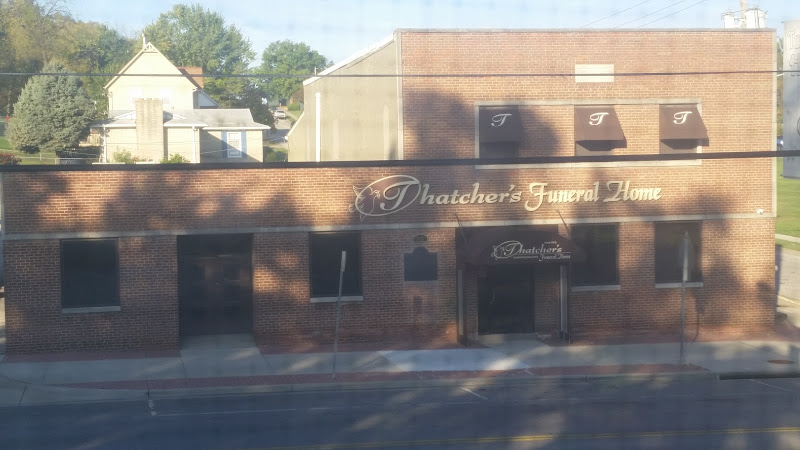 T T T
Thatcher's Funeral Home
Thatcher's
Funeral Home